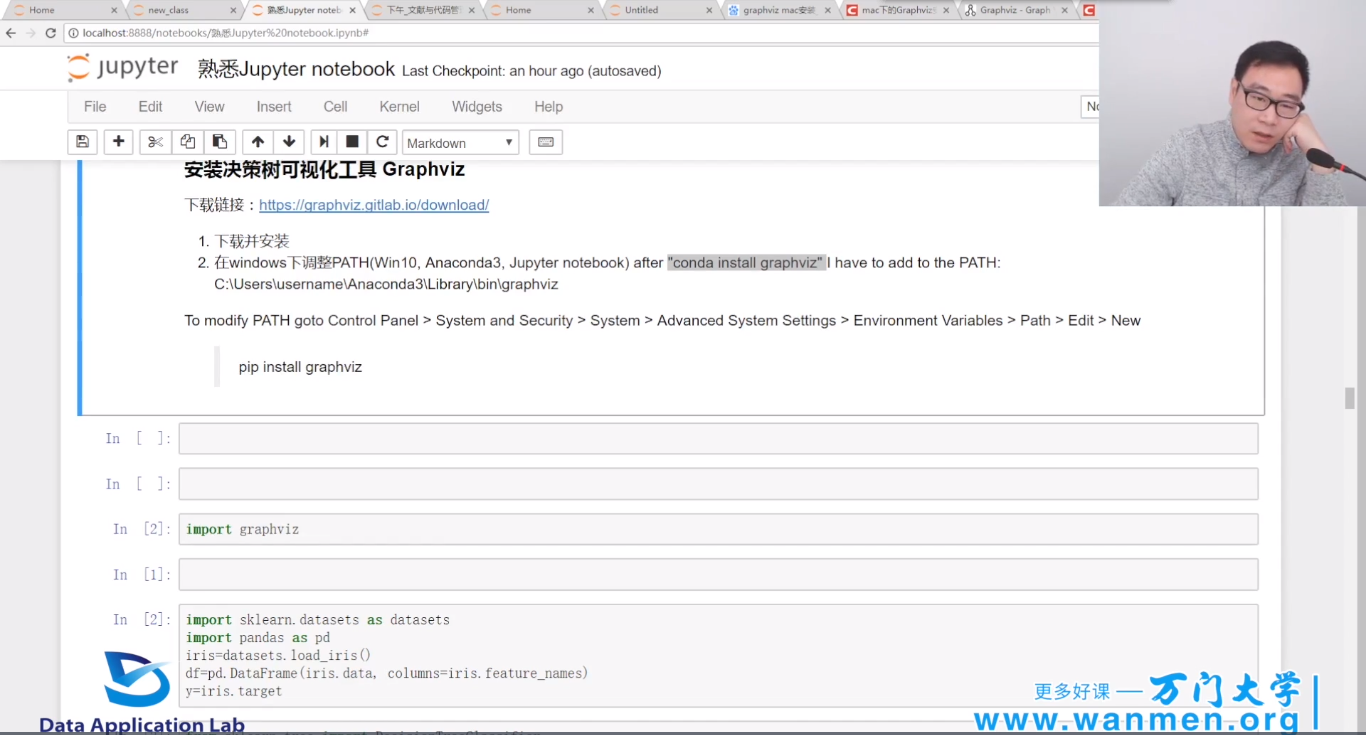 Home
new_class
熟悉Jupyter noteb
下午_文献与代码哲
Home
Untitled
graphviz mac安装
mac下的Graphviz
Graphviz - Graph
localhost:8888/notebooks/熟悉Jupyter%20notebook.ipynb#
jupyter 熟悉Jupyter notebook Last Checkpoint: an hour ago (autosaved)
File Edit View Insert Cell Kernel Widgets Help
Markdown
安装决策树可视化工具 Graphviz
下载链接：https://graphviz.gitlab.io/download/
1. 下载并安装
2. 在windows下调整PATH(Win10, Anaconda3, Jupyter notebook) after "conda install graphviz" I have to add to the PATH:
C:\Users\username\Anaconda3\Library\bin\graphviz
To modify PATH goto Control Panel > System and Security > System > Advanced System Settings > Environment Variables > Path > Edit > New
pip install graphviz
In [ ]:
In [ ]:
In [2]: import graphviz
In [1]:
In [2]: import sklearn.datasets as datasets
import pandas as pd
iris=datasets.load_iris()
df=pd.DataFrame(iris.data, columns=iris.feature_names)
y=iris.target
Data Application Lab
更多好课 — 万门大学
www.wanmen.org